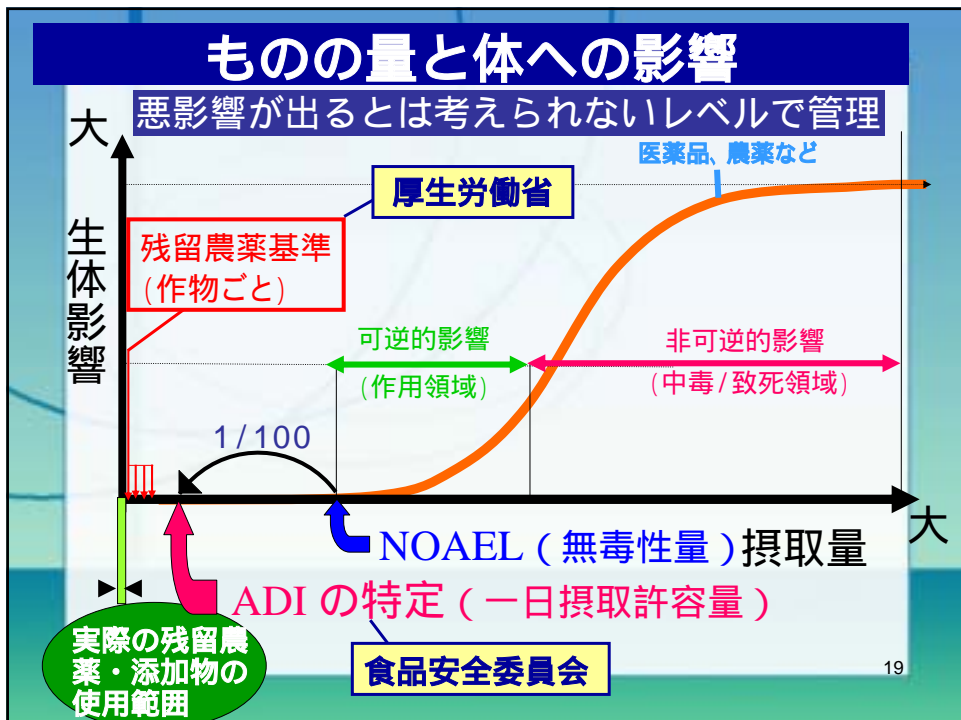 ものの量と体への影響
悪影響が出るとは考えられないレベルで管理
大
医薬品、農薬など
厚生労働省
生体影響
残留農薬基準
(作物ごと)
可逆的影響
(作用領域)
非可逆的影響
(中毒/致死領域)
1/100
大
NOAEL(無毒性量)摂取量
ADIの特定(一日摂取許容量)
実際の残留農
薬・添加物の
使用範囲
食品安全委員会
19